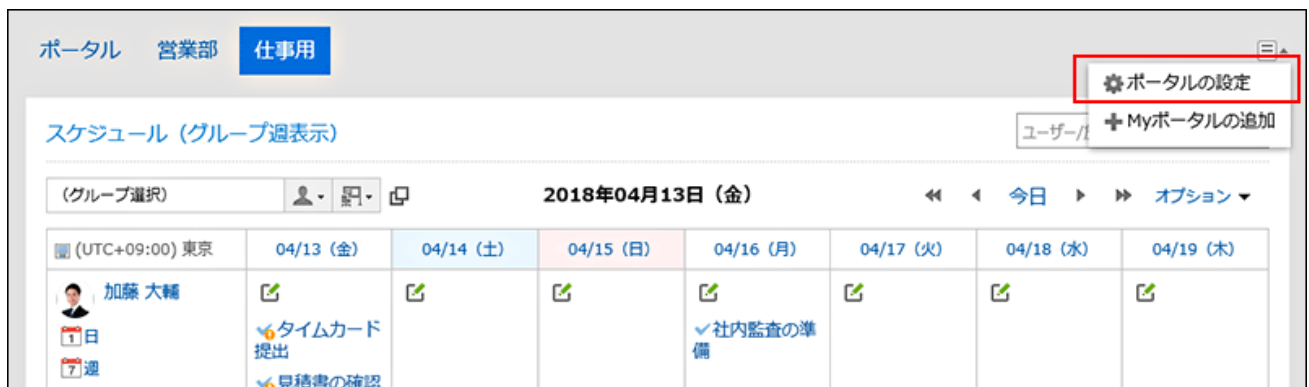 ポータル 営業部 仕事用
ポータルの設定
Myポータルの追加
スケジュール（グループ週表示）
ユーザー/
（グループ選択）
2018年04月13日（金）
今日
オプション
(UTC+09:00) 東京 04/13（金） 04/14（土） 04/15（日） 04/16（月） 04/17（火） 04/18（水） 04/19（木）
加藤 大輔
1日
7週
タイムカード
提出
見積書の確認
社内監査の準
備